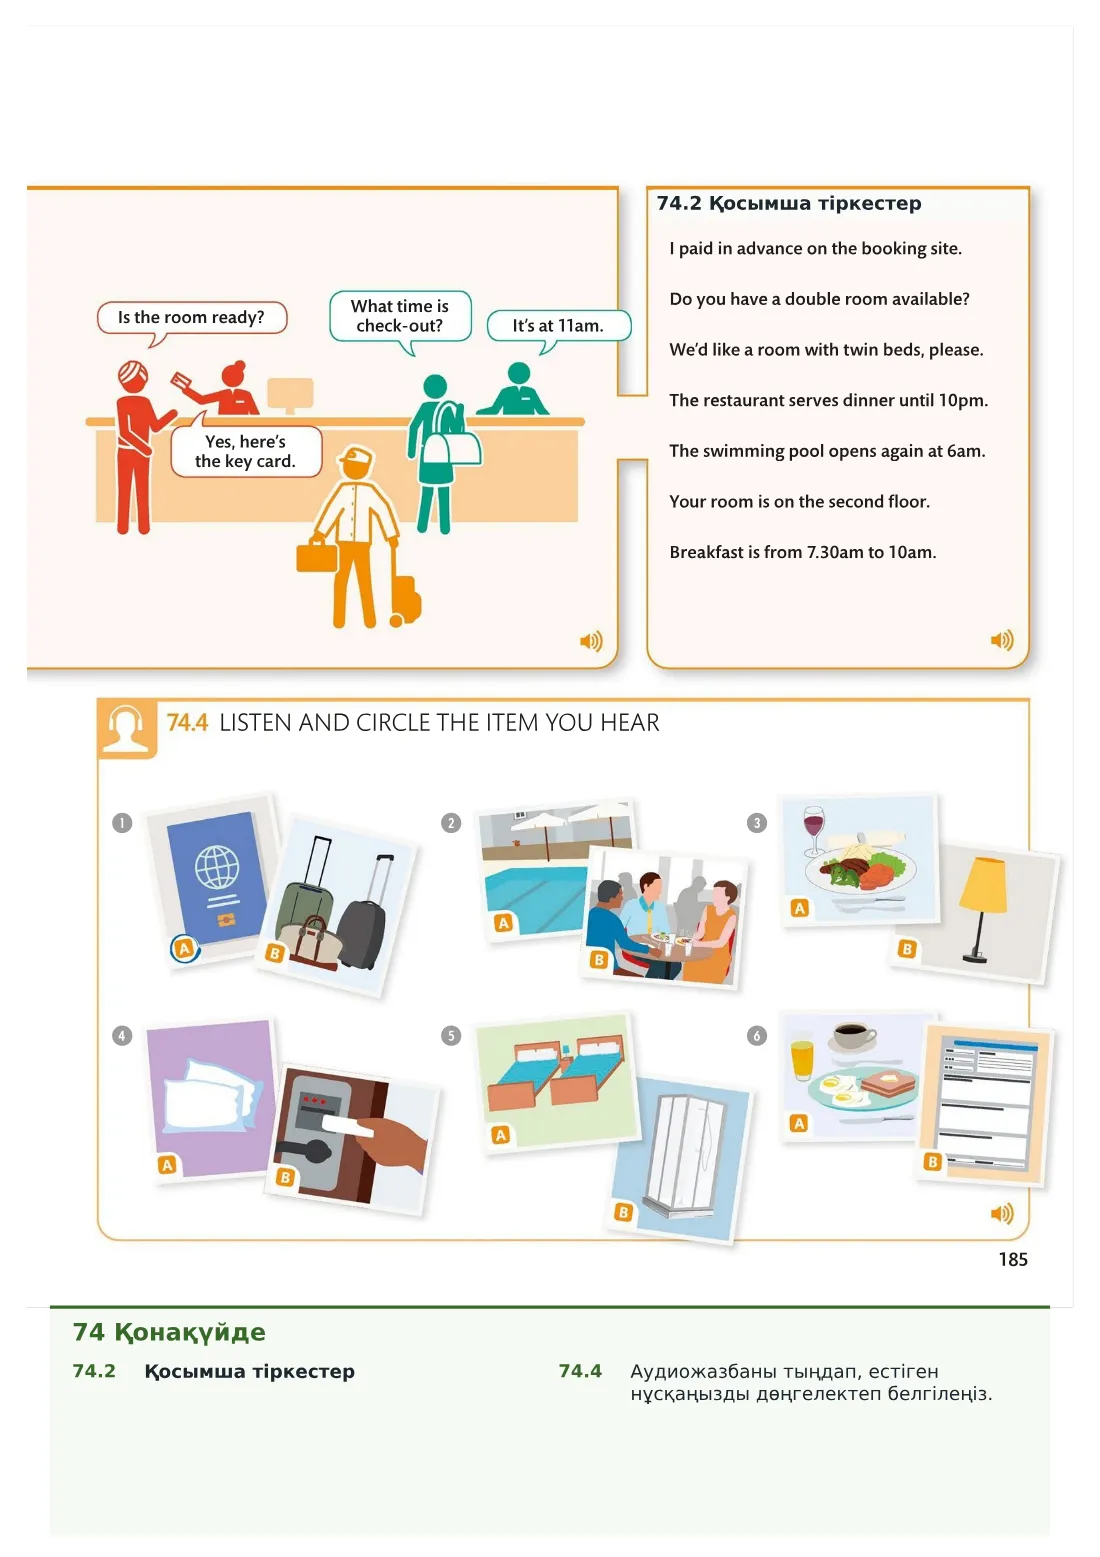 Is the room ready?
What time is
check-out?
It's at 11am.
Yes, here's
the key card.
74.2 Қосымша тіркестер
I paid in advance on the booking site.
Do you have a double room available?
We'd like a room with twin beds, please.
The restaurant serves dinner until 10pm.
The swimming pool opens again at 6am.
Your room is on the second floor.
Breakfast is from 7.30am to 10am.
74.4 LISTEN AND CIRCLE THE ITEM YOU HEAR
1
A
B
2
A
B
3
A
B
4
A
B
5
A
B
6
A
B
185
74 Қонақүйде
74.2 Қосымша тіркестер
74.4 Аудиожазбаны тыңдап, естіген
нұсқаңызды дөңгелектеп белгілеңіз.